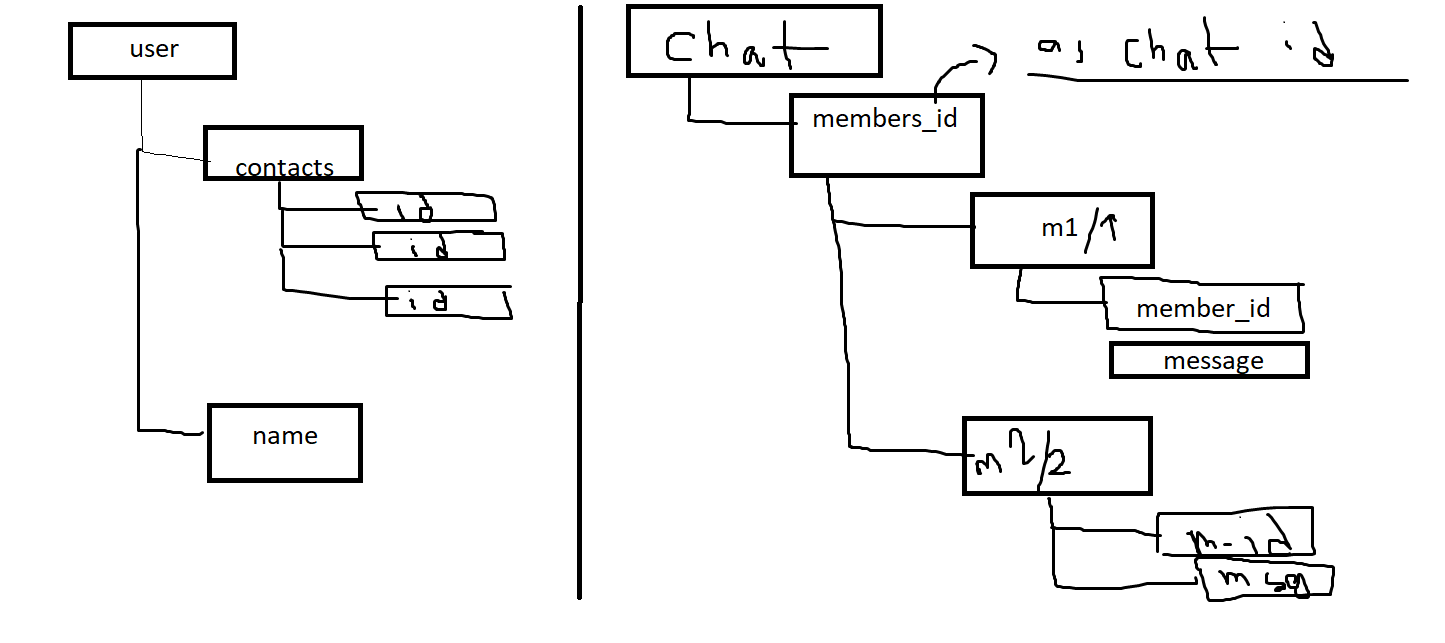 user
contacts
id
id
id
name
chat
as chat id
members_id
m1/1
member_id
message
m2/2
m-id
msg